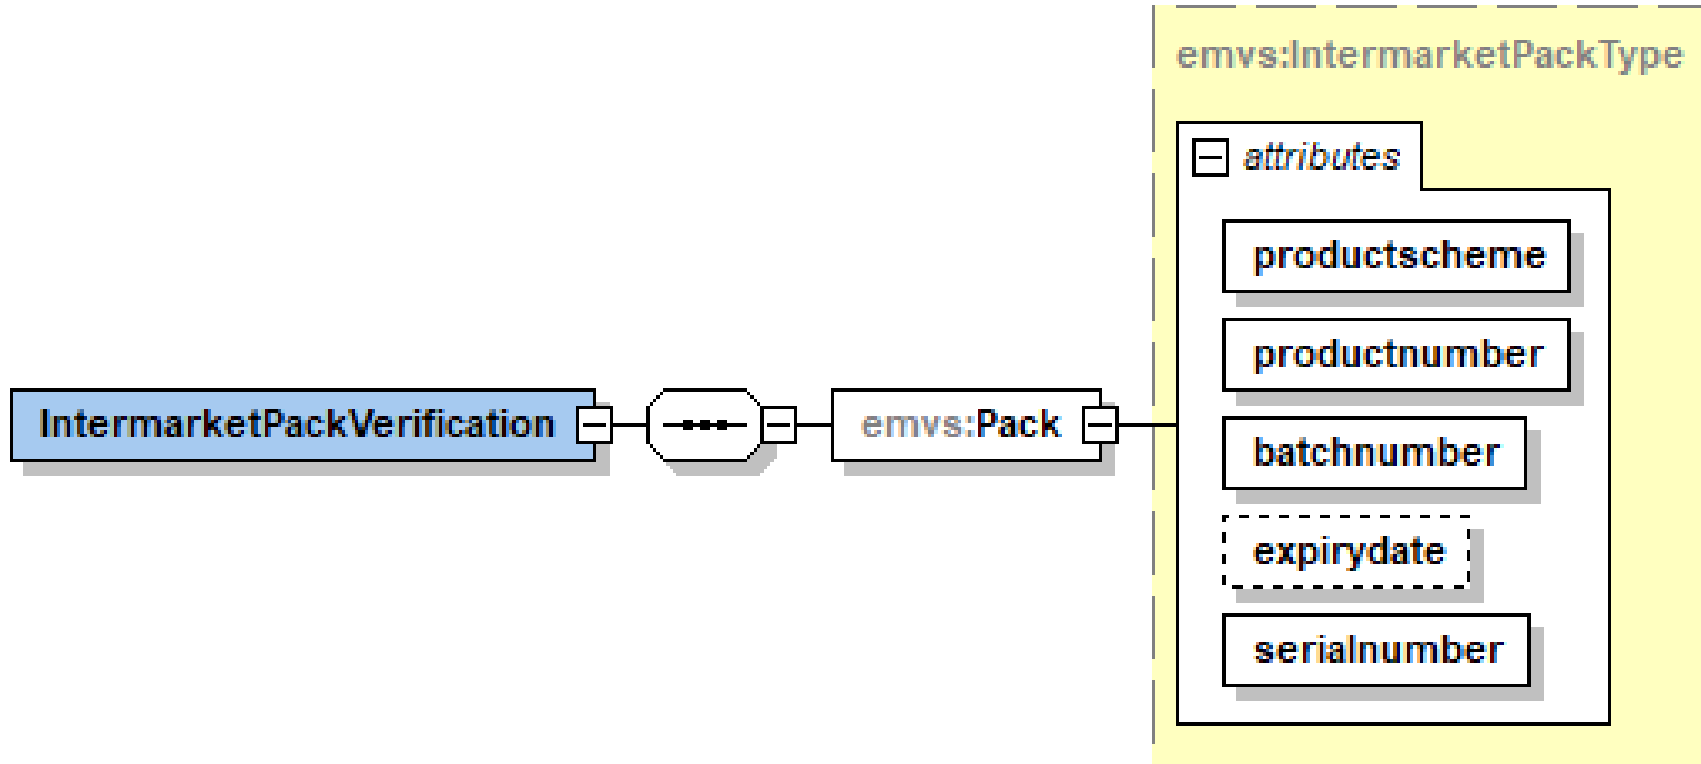 emvs:IntermarketPackType
attributes
productscheme
productnumber
IntermarketPackVerification
emvs:Pack
batchnumber
expirydate
serialnumber